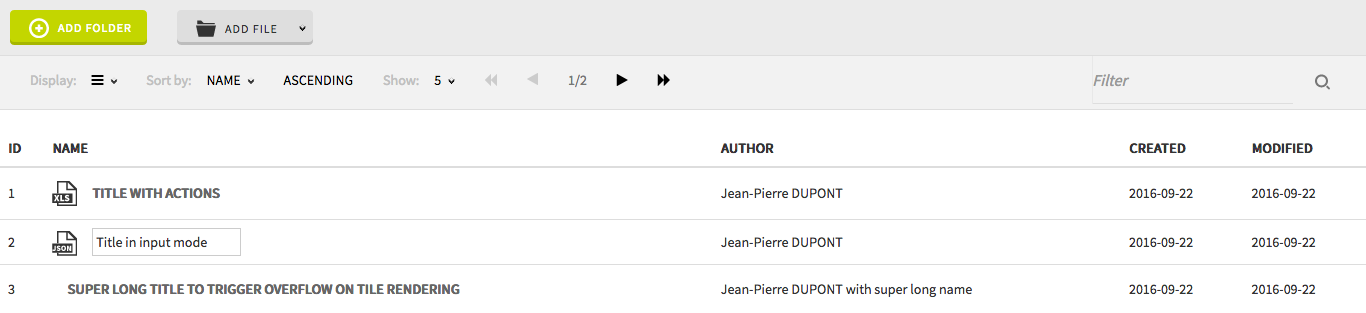 ADD FOLDER ADD FILE
Display: Sort by: NAME ASCENDING Show: 5 1/2 Filter
ID NAME AUTHOR CREATED MODIFIED
1 XLS TITLE WITH ACTIONS Jean-Pierre DUPONT 2016-09-22 2016-09-22
2 JSON Title in input mode Jean-Pierre DUPONT 2016-09-22 2016-09-22
3 SUPER LONG TITLE TO TRIGGER OVERFLOW ON TILE RENDERING Jean-Pierre DUPONT with super long name 2016-09-22 2016-09-22